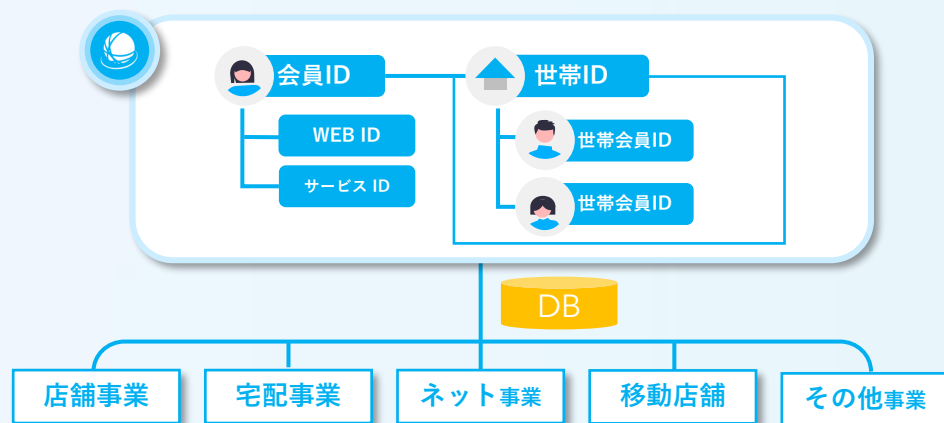 会員ID
世帯ID
WEB ID
世帯会員ID
サービス ID
世帯会員ID
DB
店舗事業
宅配事業
ネット事業
移動店舗
その他事業